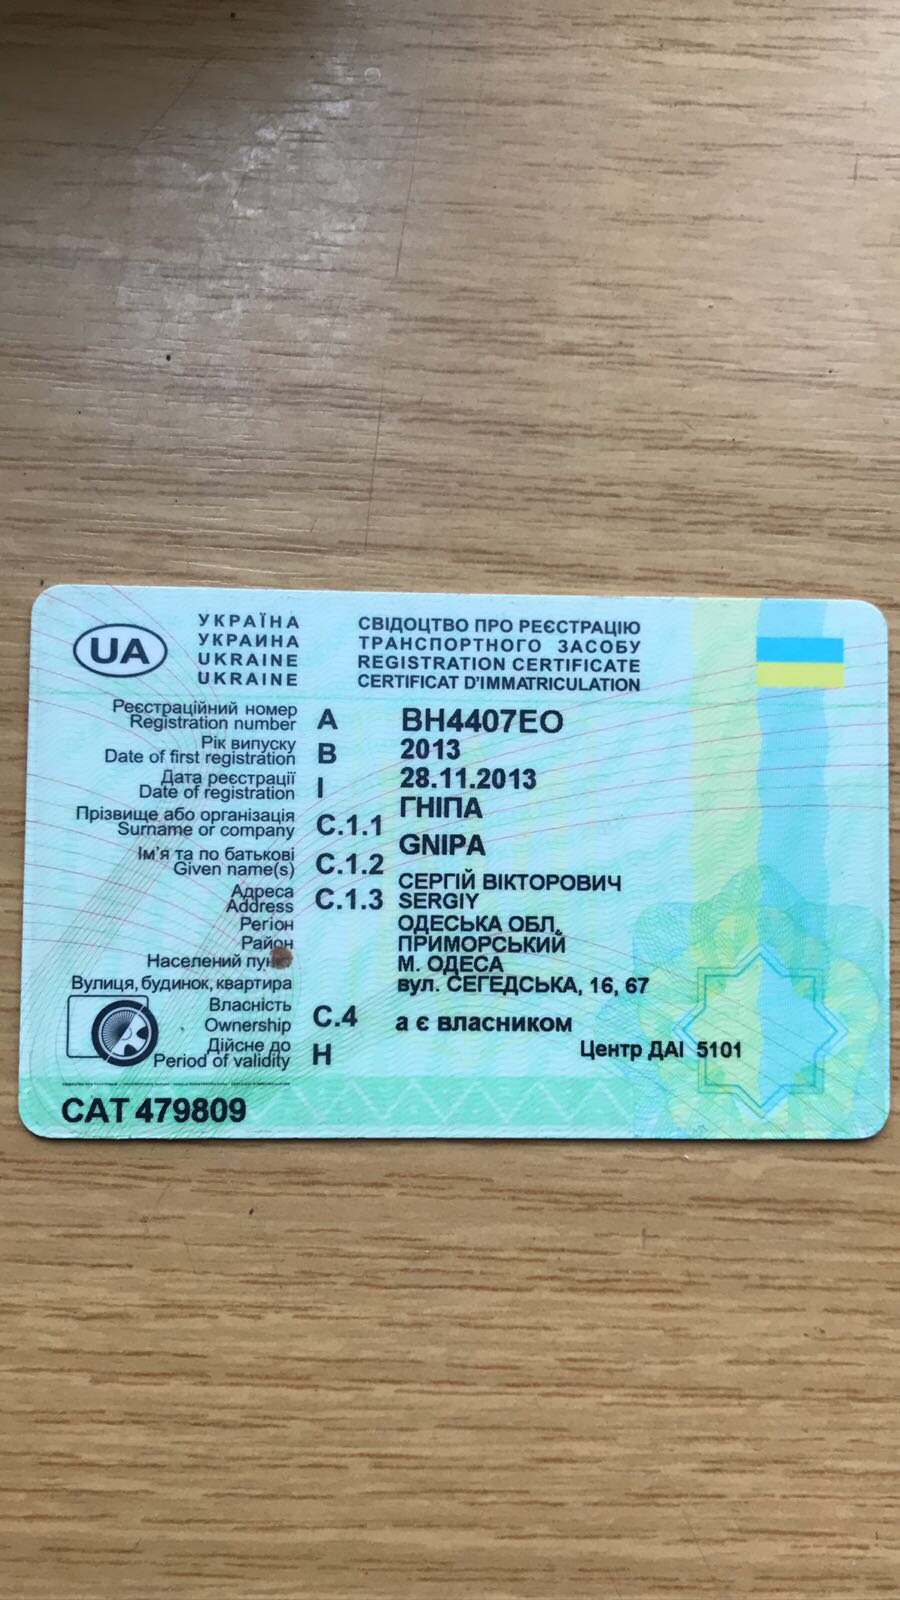 UA
УКРАЇНА
УКРАИНА
UKRAINE
UKRAINE
СВІДОЦТВО ПРО РЕЄСТРАЦІЮ
ТРАНСПОРТНОГО ЗАСОБУ
REGISTRATION CERTIFICATE
CERTIFICAT D'IMMATRICULATION
Реєстраційний номер
Registration number A ВН4407ЕО
Рік випуску
Date of first registration B 2013
Дата реєстрації
Date of registration I 28.11.2013
Прізвище або організація
Surname or company C.1.1 ГНІПА
GNIPA
Ім'я та по батькові
Given name(s) C.1.2 СЕРГІЙ ВІКТОРОВИЧ
SERGIY
Адреса
Address C.1.3
Регіон ОДЕСЬКА ОБЛ.
Район ПРИМОРСЬКИЙ
Населений М. ОДЕСА
Вулиця, будинок, квартира вул. СЕГЕДСЬКА, 16, 67
Власність
Ownership C.4 а є власником
Дійсне до
Period of validity H
Центр ДАІ 5101
САТ 479809